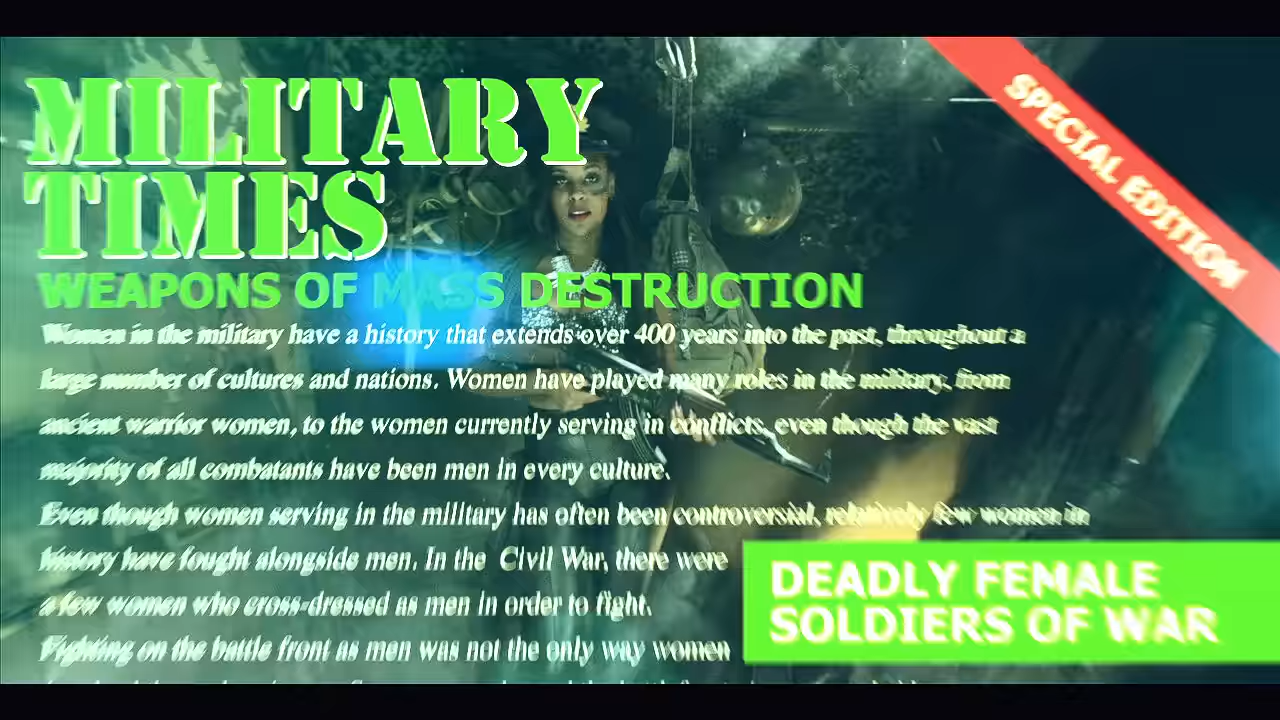 MILITARY
TIMES
SPECIAL EDITION
WEAPONS OF MASS DESTRUCTION
Women in the military have a history that extends over 400 years into the past, throughout a
large number of cultures and nations. Women have played many roles in the military, from
ancient warrior women, to the women currently serving in conflicts, even though the vast
majority of all combatants have been men in every culture.
Even though women serving in the military has often been controversial, relatively few women in
history have fought alongside men. In the Civil War, there were
a few women who cross-dressed as men in order to fight.
Fighting on the battle front as men was not the only way women
DEADLY FEMALE
SOLDIERS OF WAR